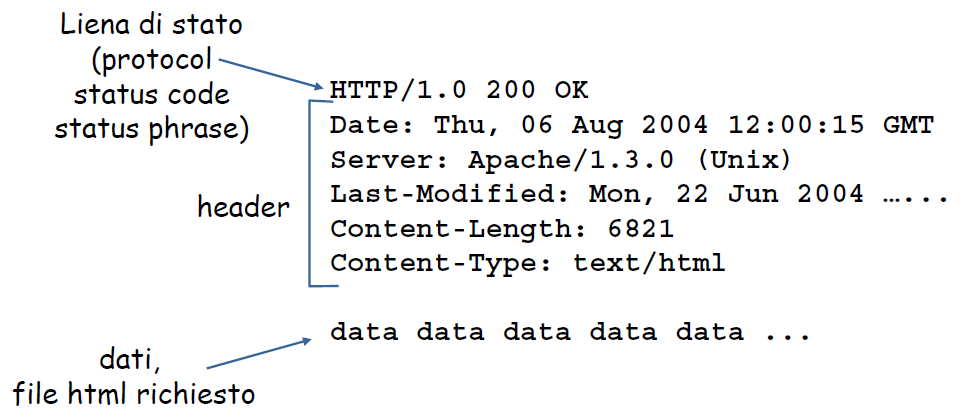 Liena di stato
(protocol
status code
status phrase)
HTTP/1.0 200 OK
Date: Thu, 06 Aug 2004 12:00:15 GMT
Server: Apache/1.3.0 (Unix)
Last-Modified: Mon, 22 Jun 2004 …...
Content-Length: 6821
Content-Type: text/html
header
data data data data data ...
dati,
file html richiesto